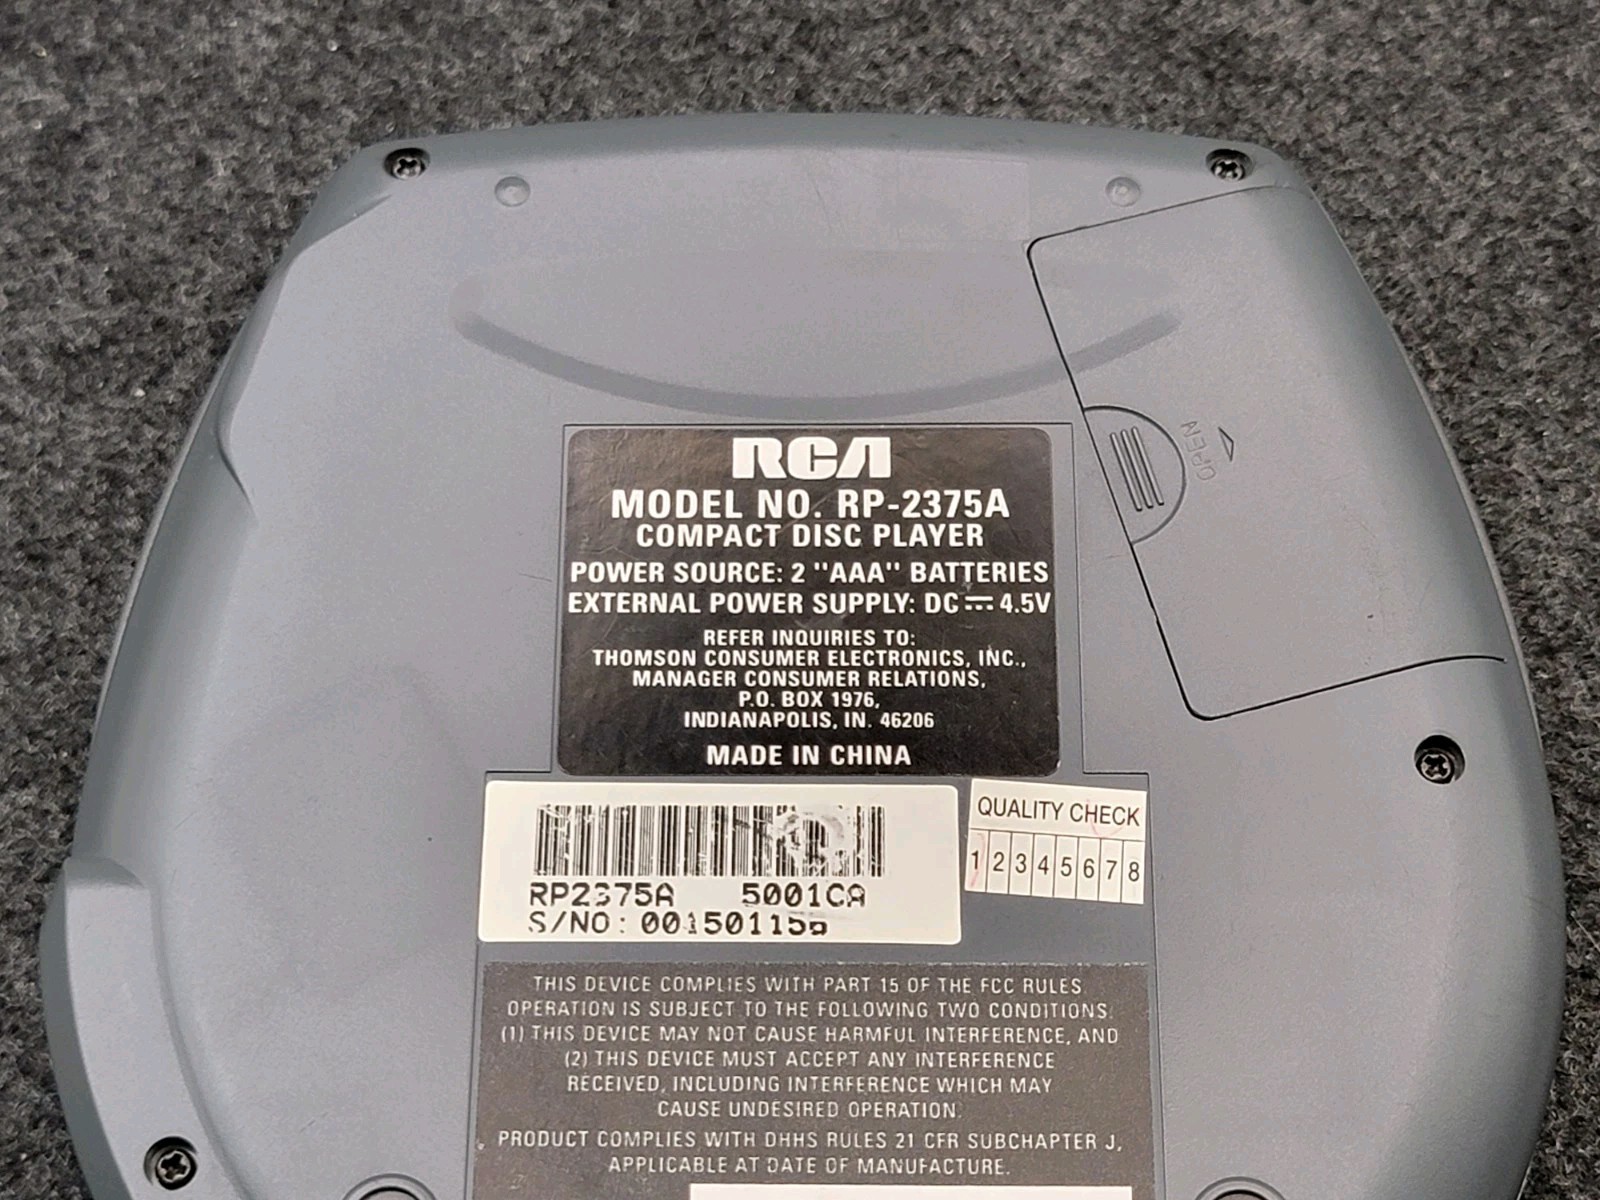 RCA
MODEL NO. RP-2375A
COMPACT DISC PLAYER
POWER SOURCE: 2 "AAA" BATTERIES
EXTERNAL POWER SUPPLY: DC ⎓ 4.5V
REFER INQUIRIES TO:
THOMSON CONSUMER ELECTRONICS, INC.,
MANAGER CONSUMER RELATIONS,
P.O. BOX 1976,
INDIANAPOLIS, IN. 46206
MADE IN CHINA
OPEN
RP2375A 5001CA
S/NO:
QUALITY CHECK
1 2 3 4 5 6 7 8
THIS DEVICE COMPLIES WITH PART 15 OF THE FCC RULES.
OPERATION IS SUBJECT TO THE FOLLOWING TWO CONDITIONS:
(1) THIS DEVICE MAY NOT CAUSE HARMFUL INTERFERENCE, AND
(2) THIS DEVICE MUST ACCEPT ANY INTERFERENCE
RECEIVED, INCLUDING INTERFERENCE WHICH MAY
CAUSE UNDESIRED OPERATION.
PRODUCT COMPLIES WITH DHHS RULES 21 CFR SUBCHAPTER J,
APPLICABLE AT DATE OF MANUFACTURE.